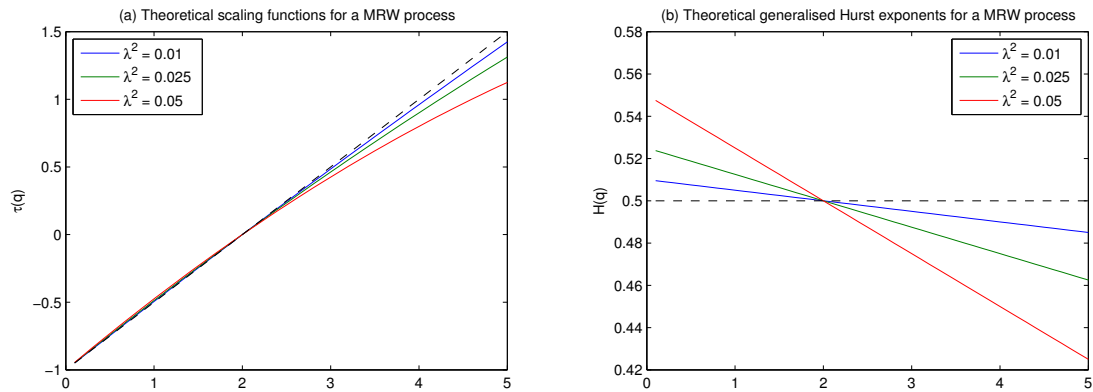 (a) Theoretical scaling functions for a MRW process
1.5
1
0.5
0
−0.5
−1
τ(q)
0 1 2 3 4 5
λ² = 0.01
λ² = 0.025
λ² = 0.05
(b) Theoretical generalised Hurst exponents for a MRW process
0.58
0.56
0.54
0.52
0.5
0.48
0.46
0.44
0.42
H(q)
0 1 2 3 4 5
λ² = 0.01
λ² = 0.025
λ² = 0.05